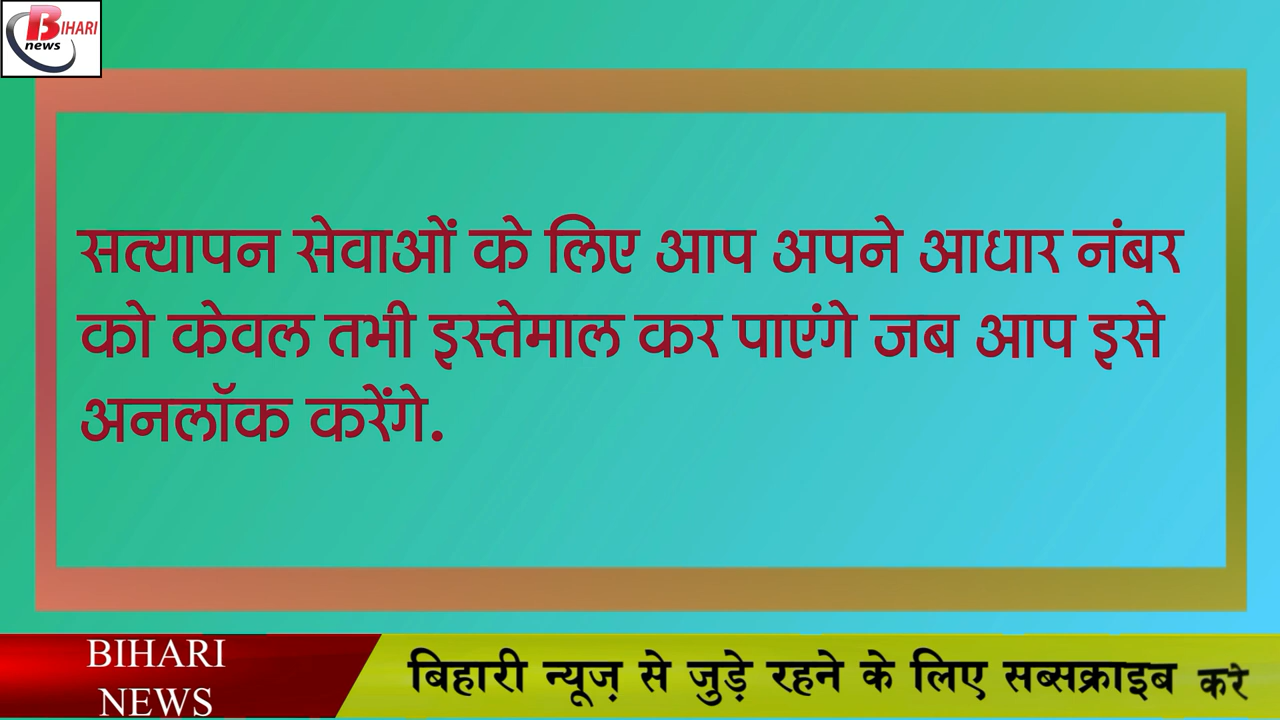 BIHARI
news
सत्यापन सेवाओं के लिए आप अपने आधार नंबर
को केवल तभी इस्तेमाल कर पाएंगे जब आप इसे
अनलॉक करेंगे.
BIHARI
NEWS
बिहारी न्यूज़ से जुड़े रहने के लिए सब्सक्राइब करे